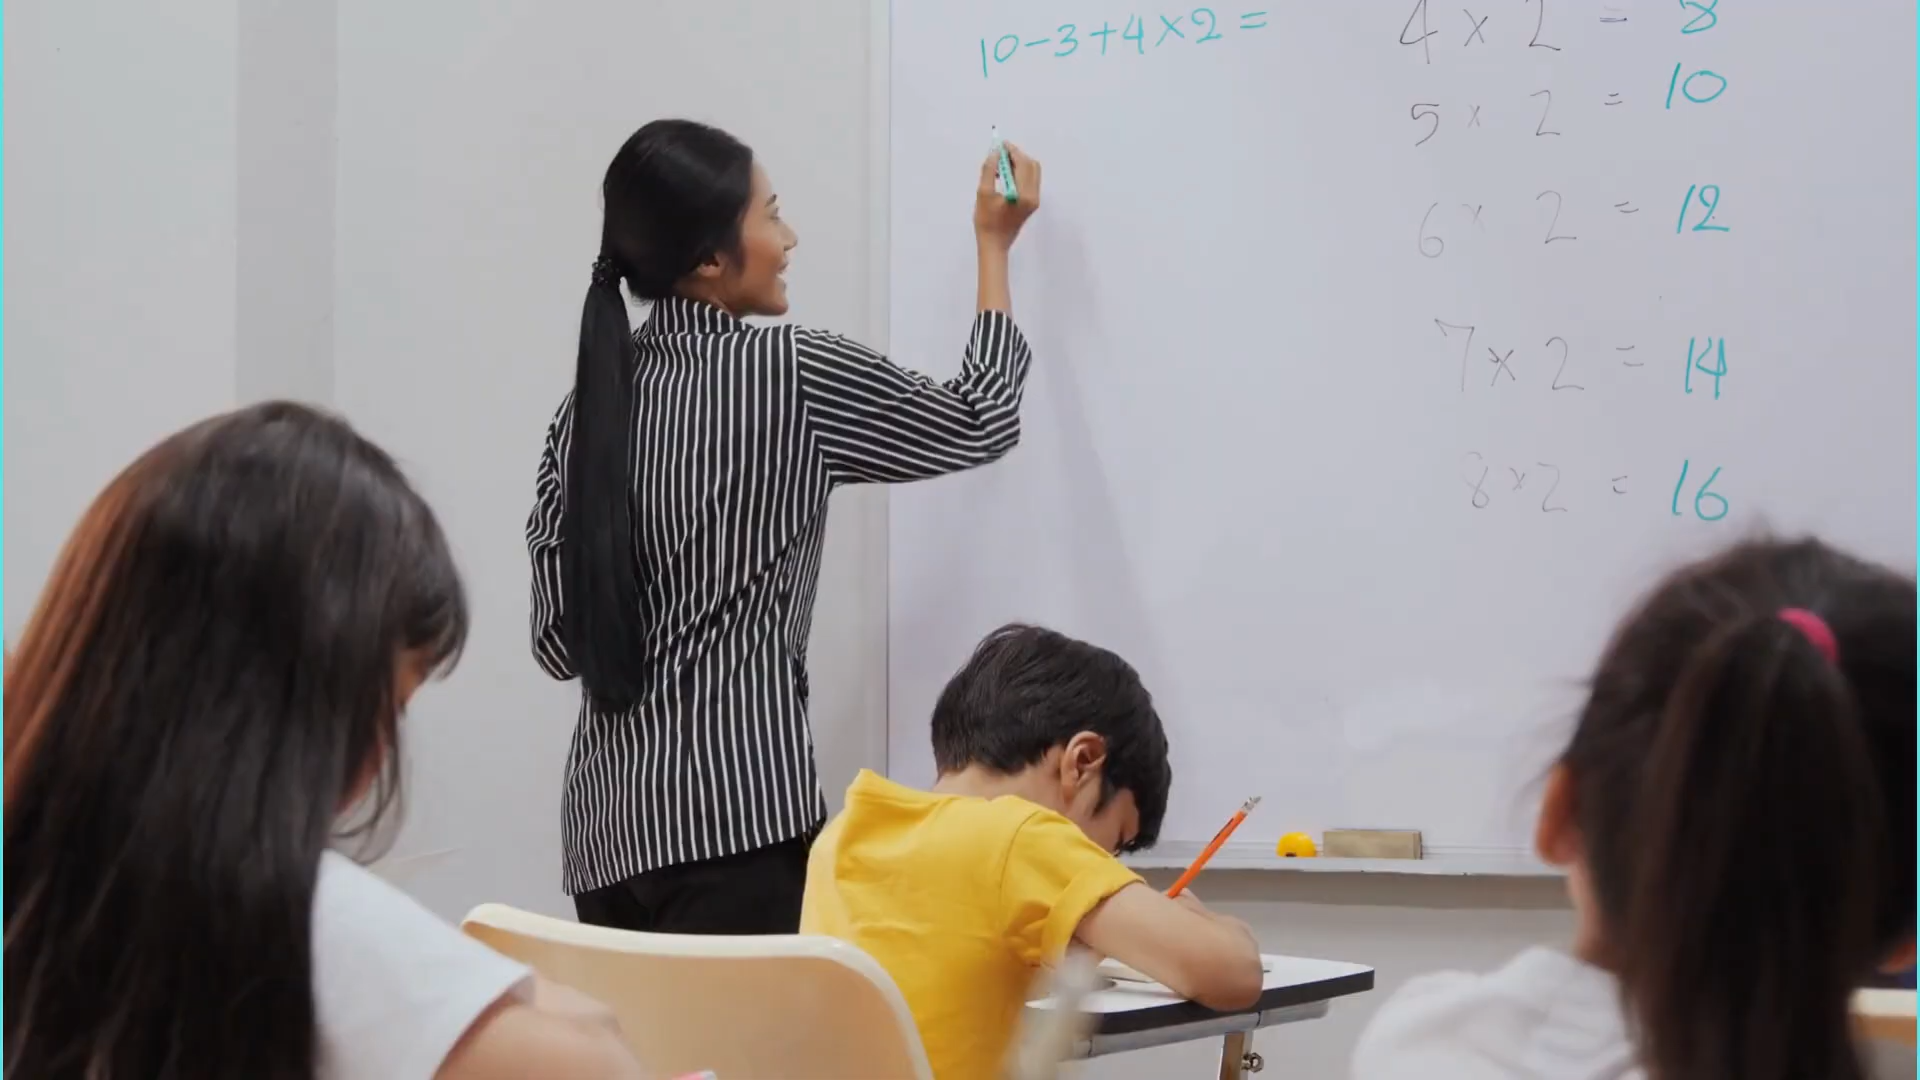 10-3+4×2=
4 × 2 = 8
5 × 2 = 10
6 × 2 = 12
7 × 2 = 14
8 × 2 = 16